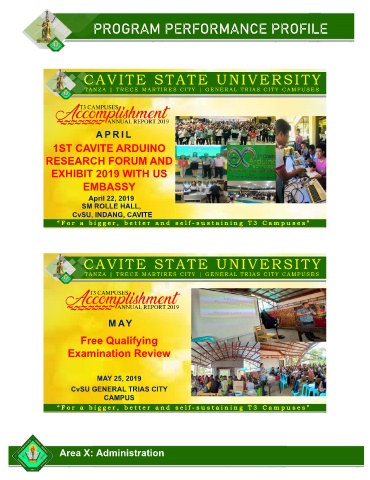 PROGRAM PERFORMANCE PROFILE
CAVITE STATE UNIVERSITY
TANZA | TRECE MARTIRES CITY | GENERAL TRIAS CITY CAMPUSES
T3 CAMPUSES
Accomplishment
ANNUAL REPORT 2019
APRIL
1ST CAVITE ARDUINO
RESEARCH FORUM AND
EXHIBIT 2019 WITH US
EMBASSY
April 22, 2019
SM ROLLE HALL,
CvSU, INDANG, CAVITE
"For a bigger, better and self-sustaining T3 Campuses"
CAVITE STATE UNIVERSITY
TANZA | TRECE MARTIRES CITY | GENERAL TRIAS CITY CAMPUSES
T3 CAMPUSES
Accomplishment
ANNUAL REPORT 2019
MAY
Free Qualifying
Examination Review
MAY 25, 2019
CvSU GENERAL TRIAS CITY
CAMPUS
"For a bigger, better and self-sustaining T3 Campuses"
Area X: Administration